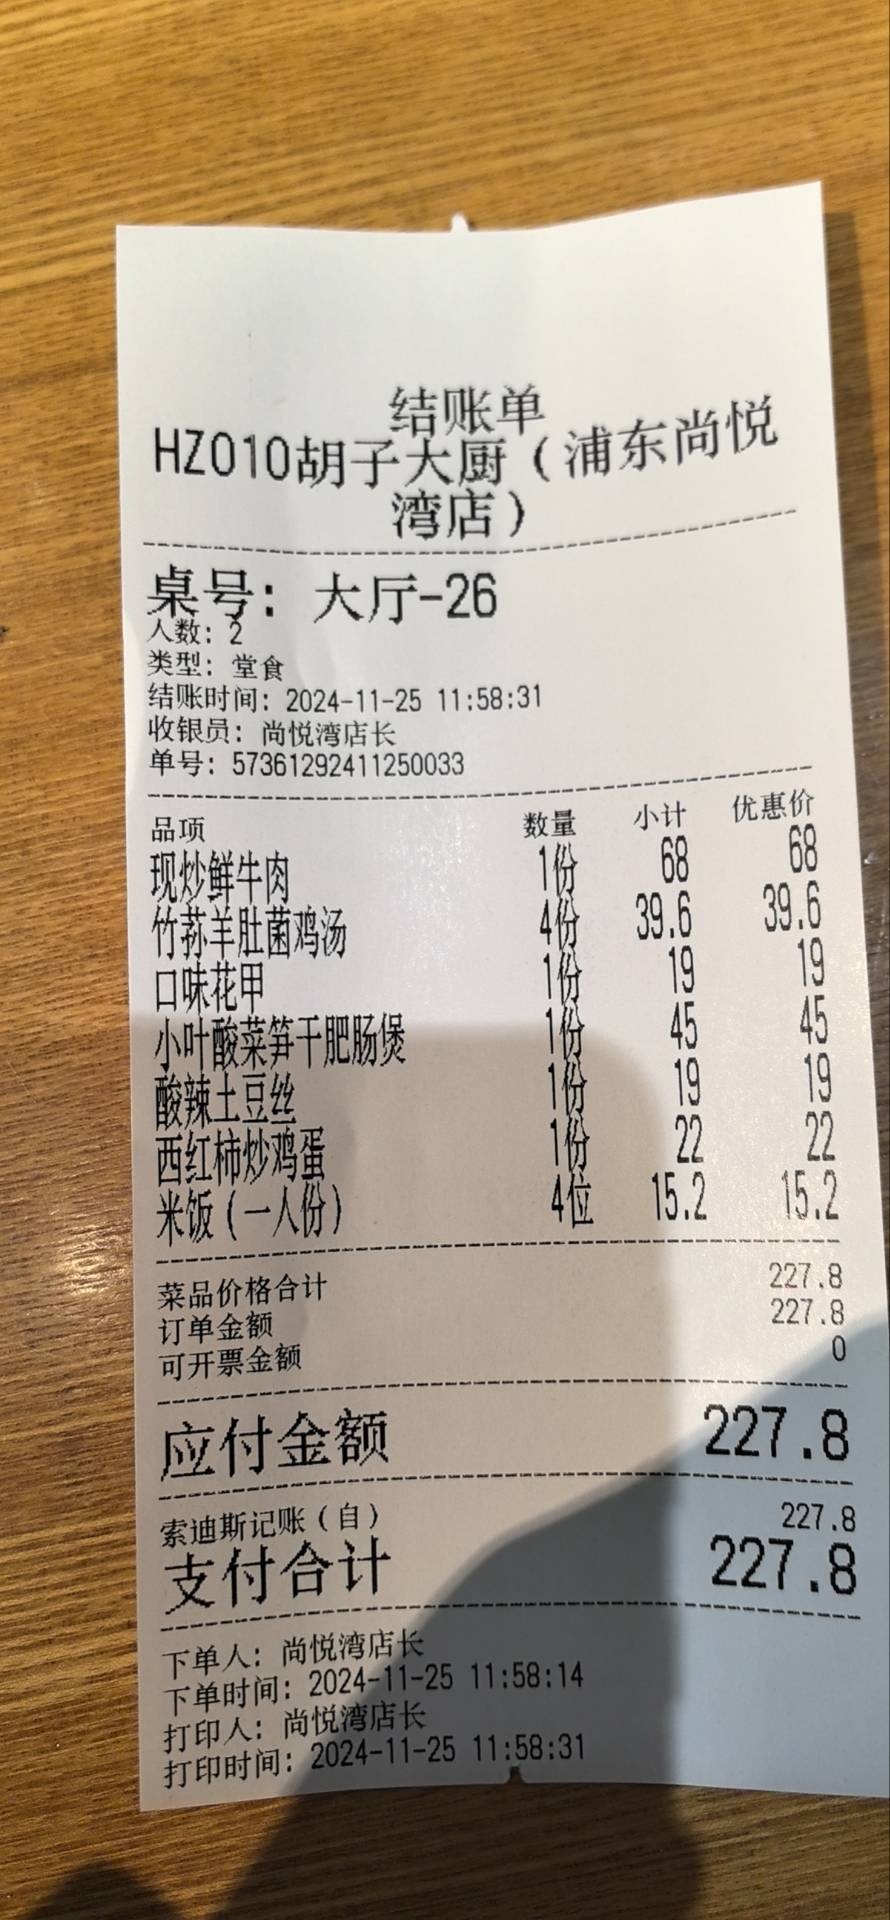 结账单
HZ010胡子大厨（浦东尚悦
湾店）
桌号：大厅-26
人数：2
类型：堂食
结账时间：2024-11-25 11:58:31
收银员：尚悦湾店长
单号：57361292411250033
品项 数量 小计 优惠价
现炒鲜牛肉 1份 68 68
竹荪羊肚菌鸡汤 4份 39.6 39.6
口味花甲 1份 19 19
小叶酸菜笋干肥肠煲 1份 45 45
酸辣土豆丝 1份 19 19
西红柿炒鸡蛋 1份 22 22
米饭（一人份） 4位 15.2 15.2
菜品价格合计 227.8
订单金额 227.8
可开票金额 0
应付金额 227.8
索迪斯记账（自） 227.8
支付合计 227.8
下单人：尚悦湾店长
下单时间：2024-11-25 11:58:14
打印人：尚悦湾店长
打印时间：2024-11-25 11:58:31